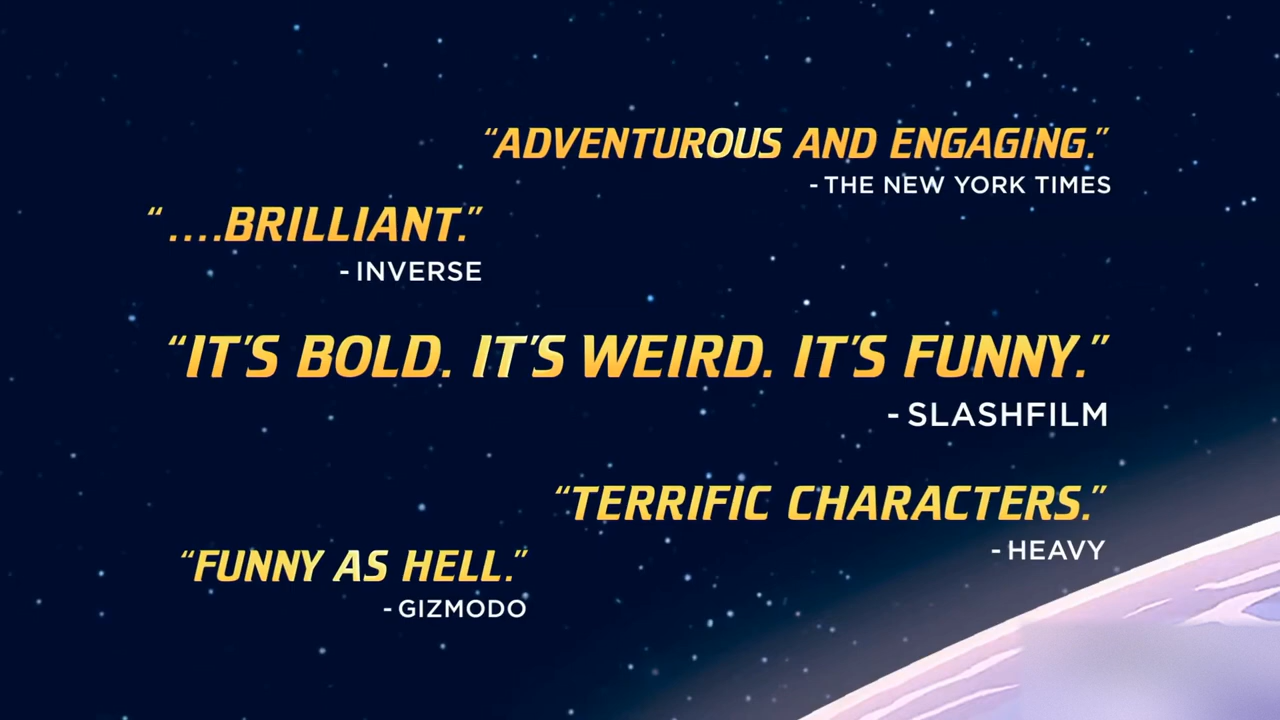 “ADVENTUROUS AND ENGAGING.”
- THE NEW YORK TIMES
“....BRILLIANT.”
- INVERSE
“IT’S BOLD. IT’S WEIRD. IT’S FUNNY.”
- SLASHFILM
“TERRIFIC CHARACTERS.”
- HEAVY
“FUNNY AS HELL.”
- GIZMODO